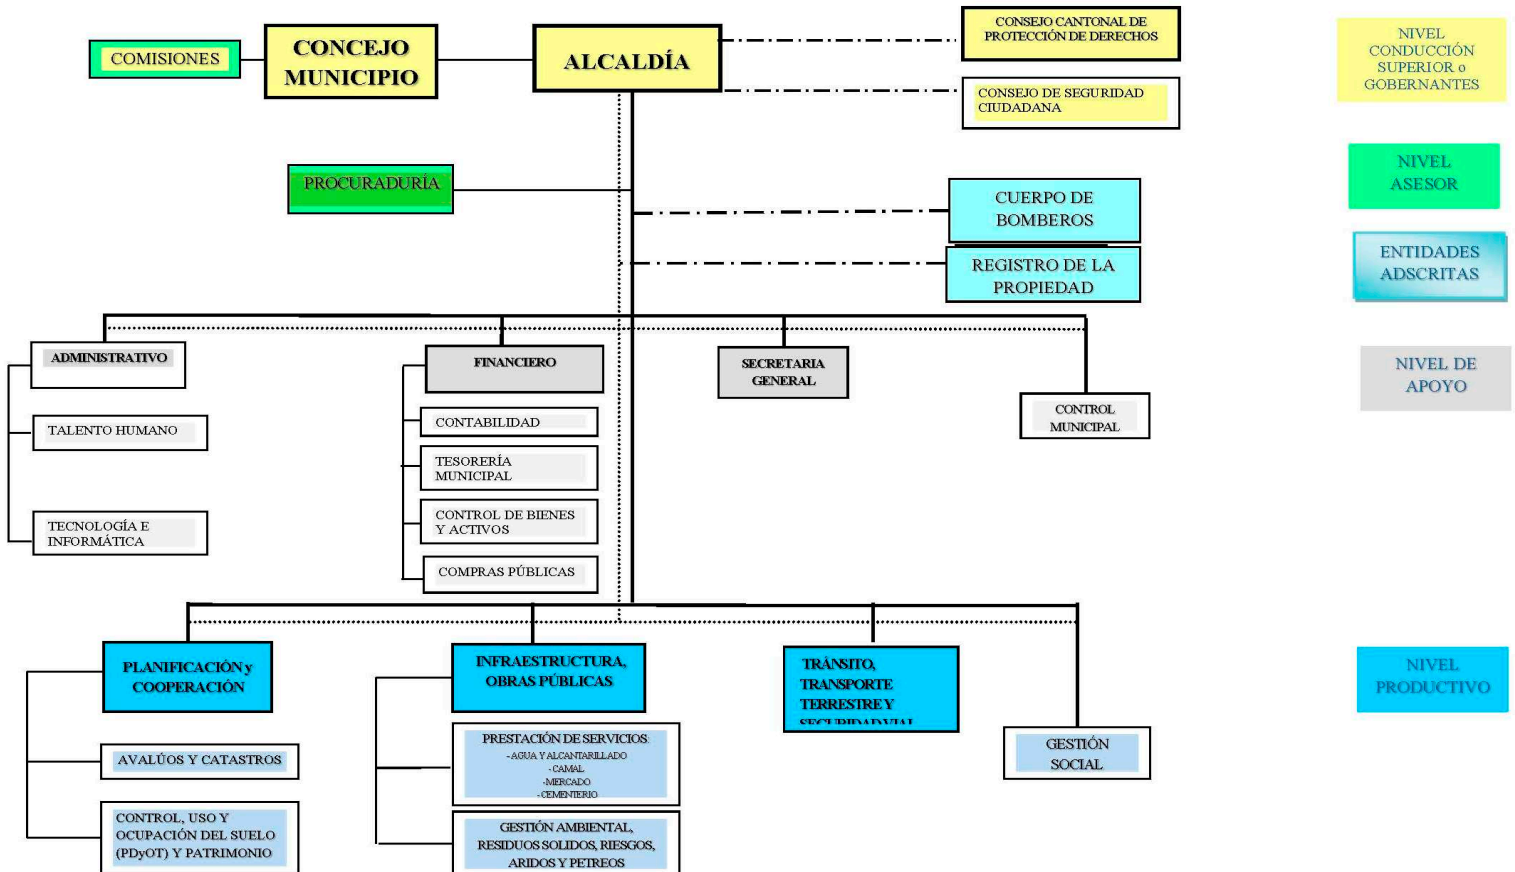 COMISIONES
CONCEJO
MUNICIPIO
ALCALDÍA
CONSEJO CANTONAL DE
PROTECCIÓN DE DERECHOS
CONSEJO DE SEGURIDAD
CIUDADANA
NIVEL
CONDUCCIÓN
SUPERIOR o
GOBERNANTES
PROCURADURÍA
NIVEL
ASESOR
CUERPO DE
BOMBEROS
REGISTRO DE LA
PROPIEDAD
ENTIDADES
ADSCRITAS
ADMINISTRATIVO
TALENTO HUMANO
TECNOLOGÍA E
INFORMÁTICA
FINANCIERO
CONTABILIDAD
TESORERÍA
MUNICIPAL
CONTROL DE BIENES
Y ACTIVOS
COMPRAS PÚBLICAS
SECRETARIA
GENERAL
CONTROL
MUNICIPAL
NIVEL DE
APOYO
PLANIFICACIÓN y
COOPERACIÓN
AVALÚOS Y CATASTROS
CONTROL, USO Y
OCUPACIÓN DEL SUELO
(PDyOT) Y PATRIMONIO
INFRAESTRUCTURA,
OBRAS PÚBLICAS
PRESTACIÓN DE SERVICIOS:
- AGUA Y ALCANTARILLADO
- CAMAL
-MERCADO
- CEMENTERIO
GESTIÓN AMBIENTAL,
RESIDUOS SOLIDOS, RIESGOS,
ARIDOS Y PETREOS
TRÁNSITO,
TRANSPORTE
TERRESTRE Y
SEGURIDAD VIAL
GESTIÓN
SOCIAL
NIVEL
PRODUCTIVO